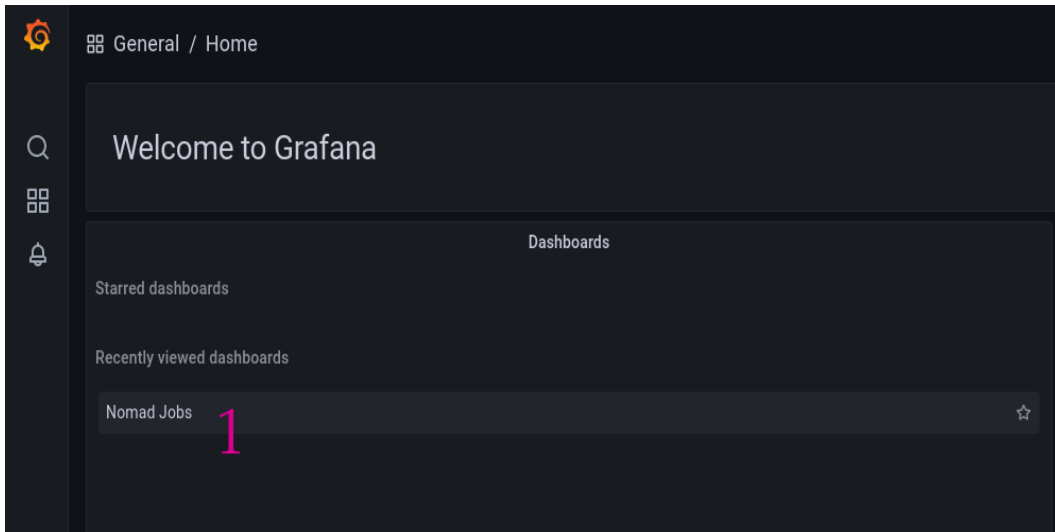 General / Home
Welcome to Grafana
Dashboards
Starred dashboards
Recently viewed dashboards
Nomad Jobs 1